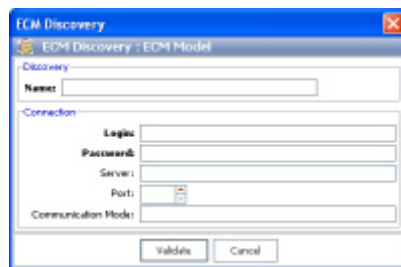 ECM Discovery
ECM Discovery : ECM Model
Discovery
Name:
Connection
Login:
Password:
Server:
Port:
Communication Mode:
Validate Cancel